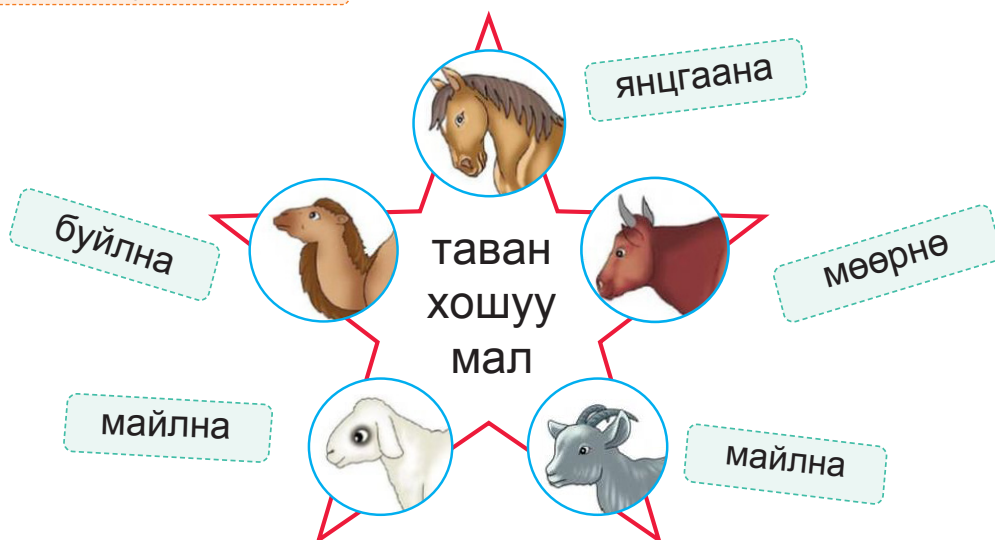 янцгаана
буйлна
таван
хошуу
мал
мөөрнө
майлна
майлна